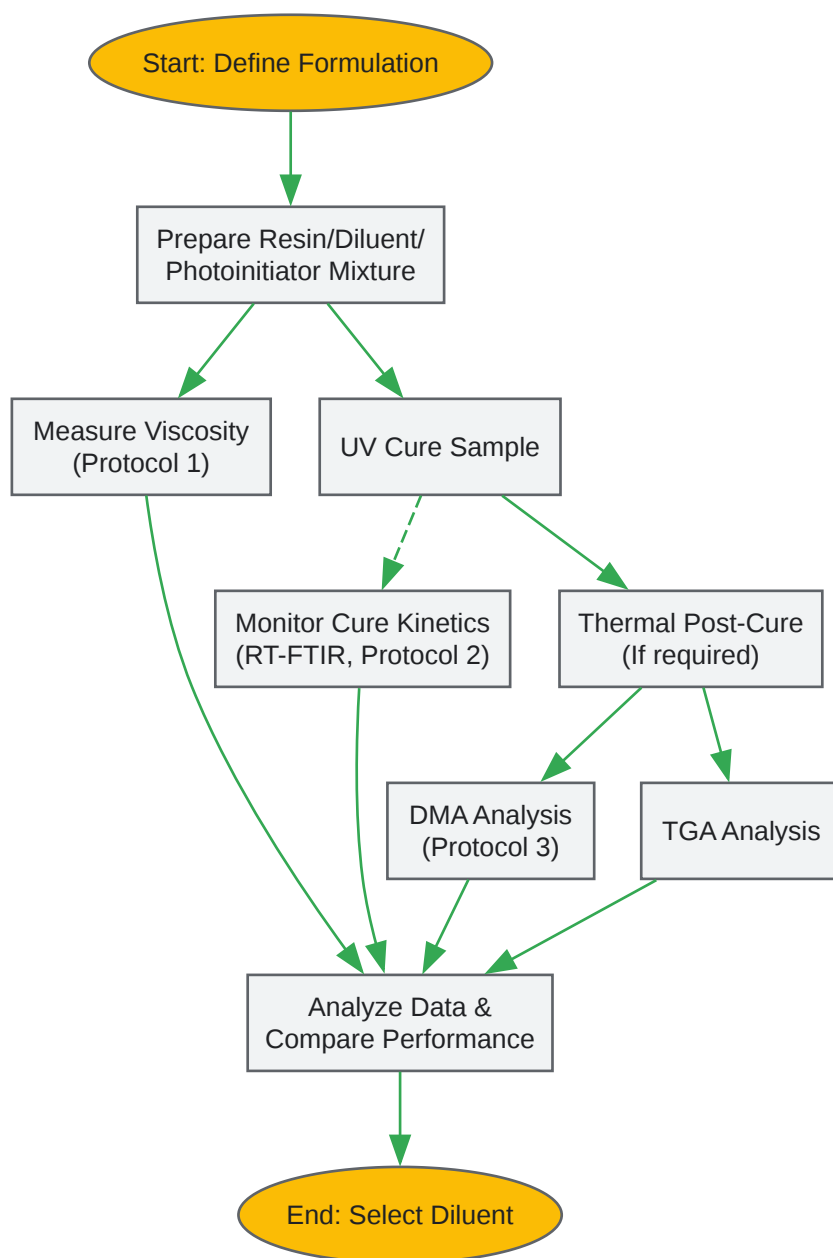 Start: Define Formulation
Prepare Resin/Diluent/
Photoinitiator Mixture
Measure Viscosity
(Protocol 1)
UV Cure Sample
Monitor Cure Kinetics
(RT-FTIR, Protocol 2)
Thermal Post-Cure
(If required)
DMA Analysis
(Protocol 3)
TGA Analysis
Analyze Data &
Compare Performance
End: Select Diluent